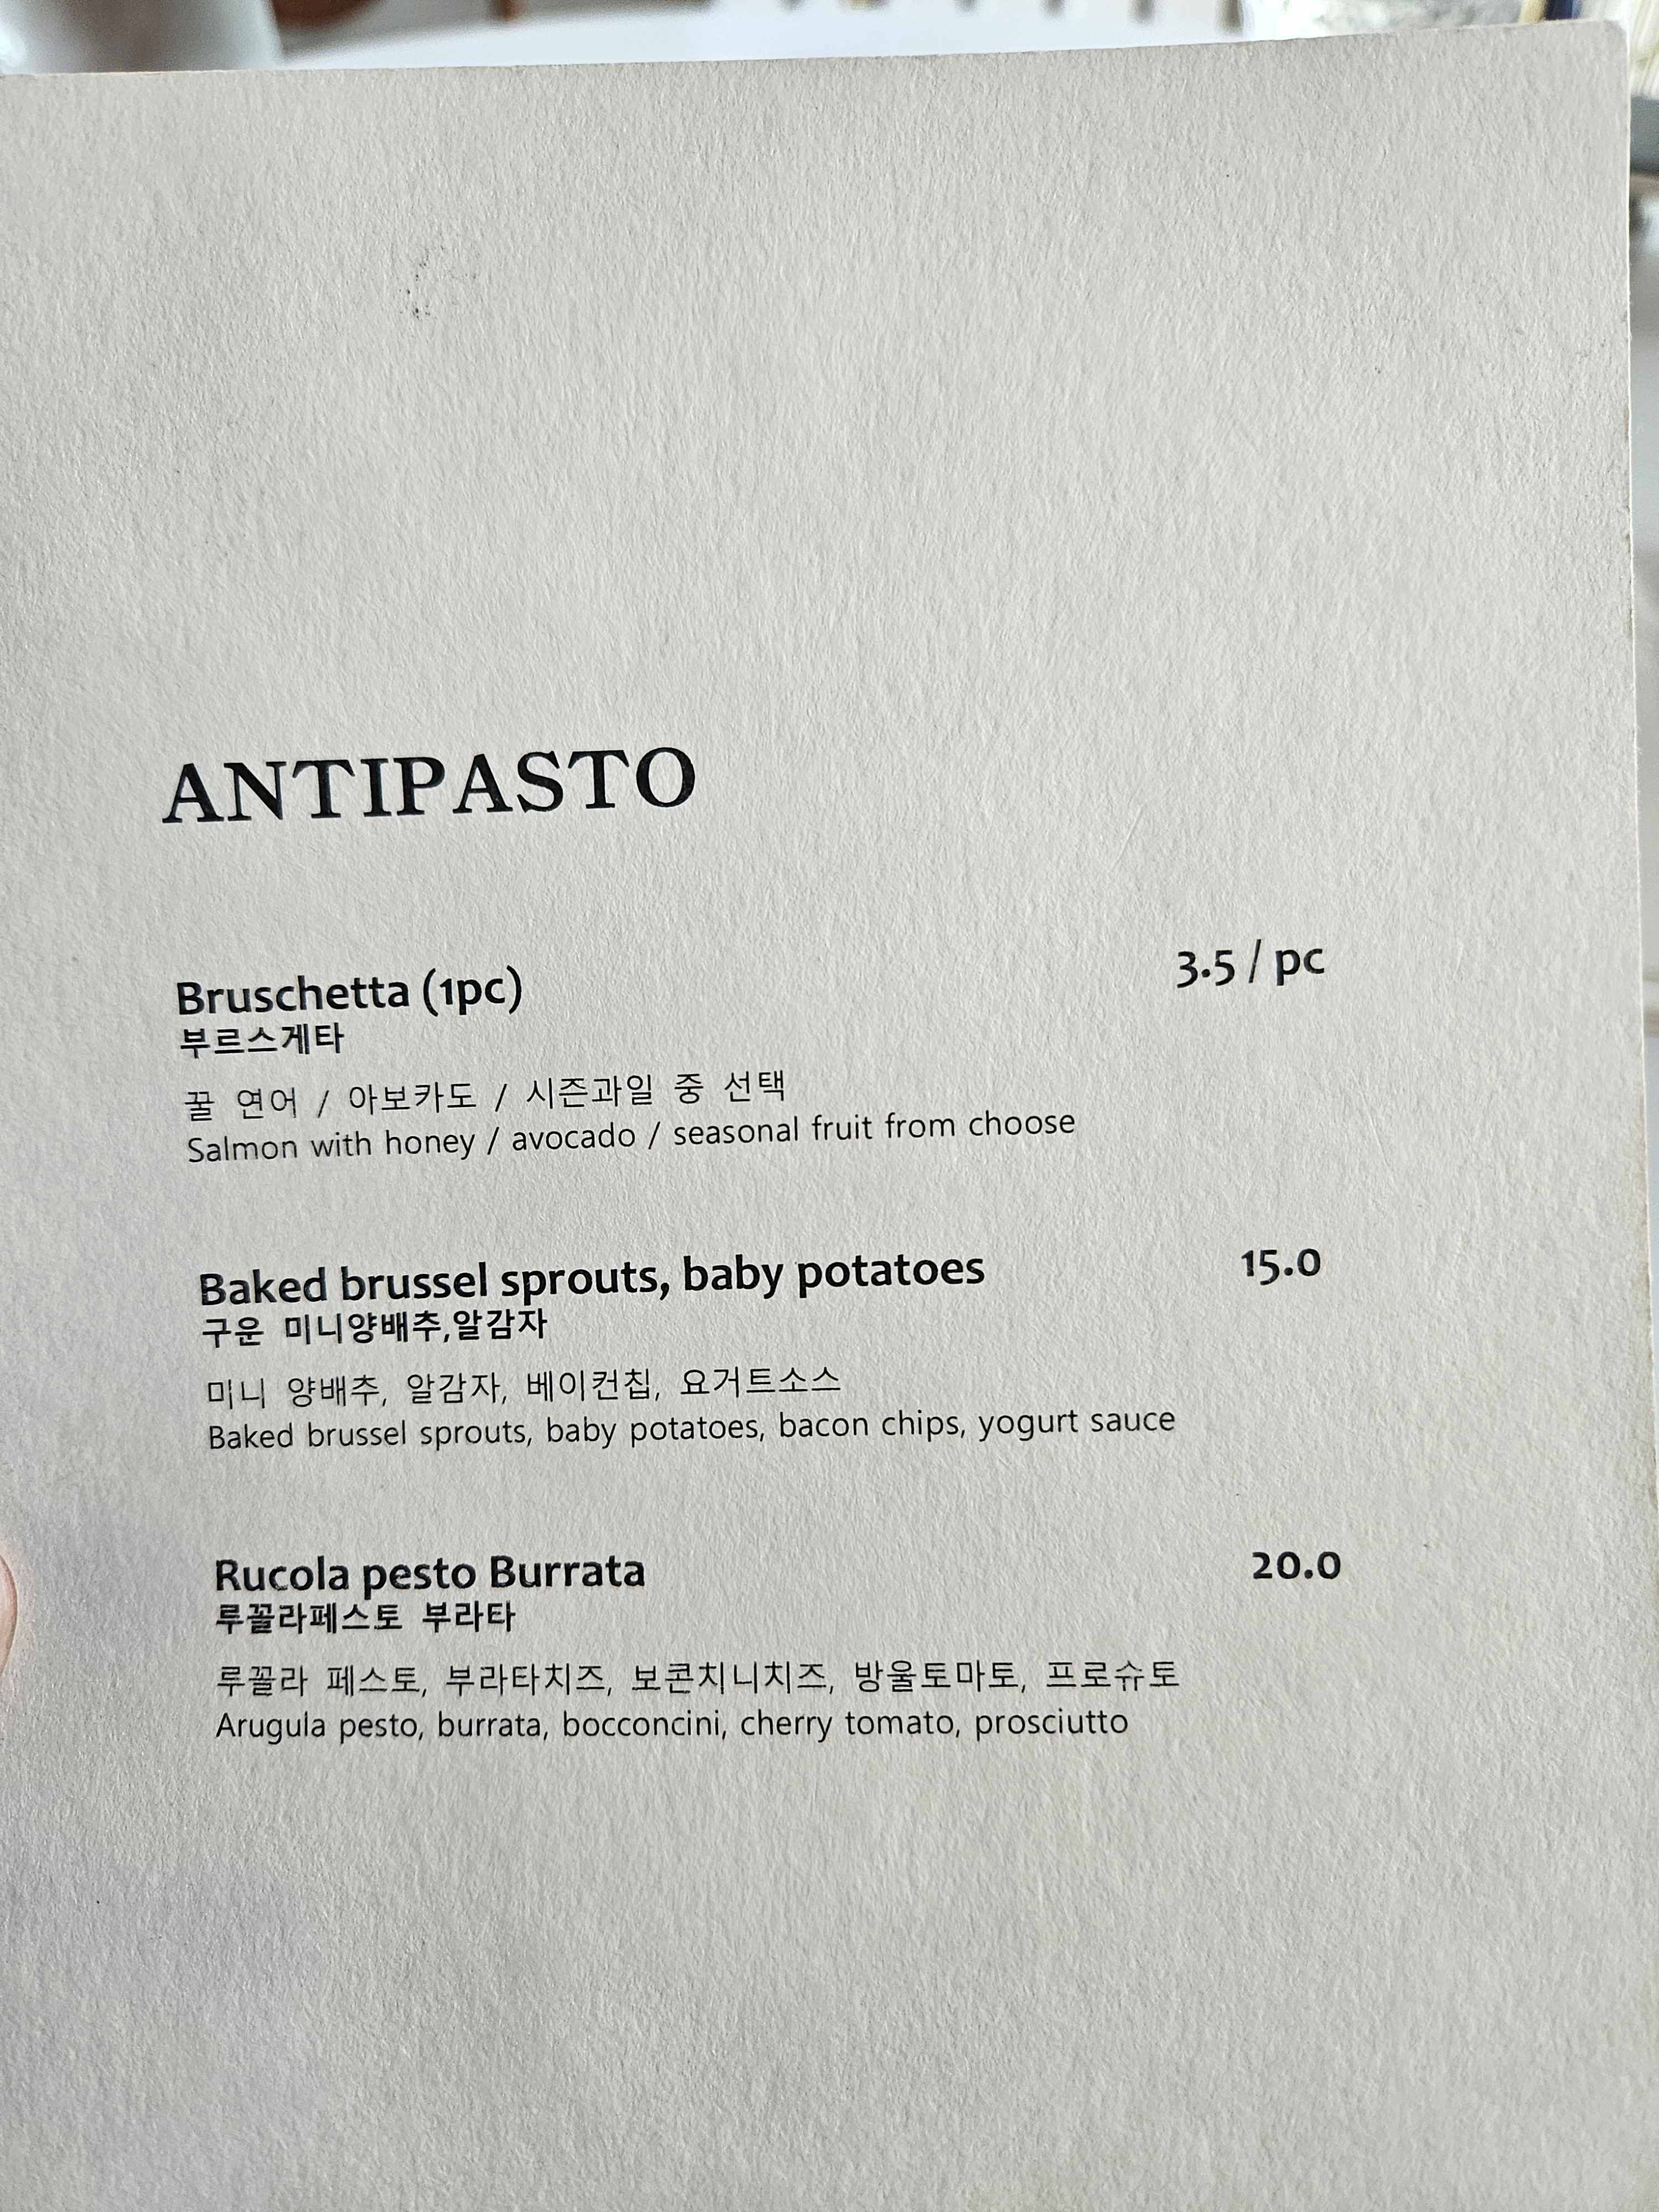 ANTIPASTO
Bruschetta (1pc) 3.5 / pc
부르스게타
꿀 연어 / 아보카도 / 시즌과일 중 선택
Salmon with honey / avocado / seasonal fruit from choose
Baked brussel sprouts, baby potatoes 15.0
구운 미니양배추,알감자
미니 양배추, 알감자, 베이컨칩, 요거트소스
Baked brussel sprouts, baby potatoes, bacon chips, yogurt sauce
Rucola pesto Burrata 20.0
루꼴라페스토 부라타
루꼴라 페스토, 부라타치즈, 보콘치니치즈, 방울토마토, 프로슈토
Arugula pesto, burrata, bocconcini, cherry tomato, prosciutto